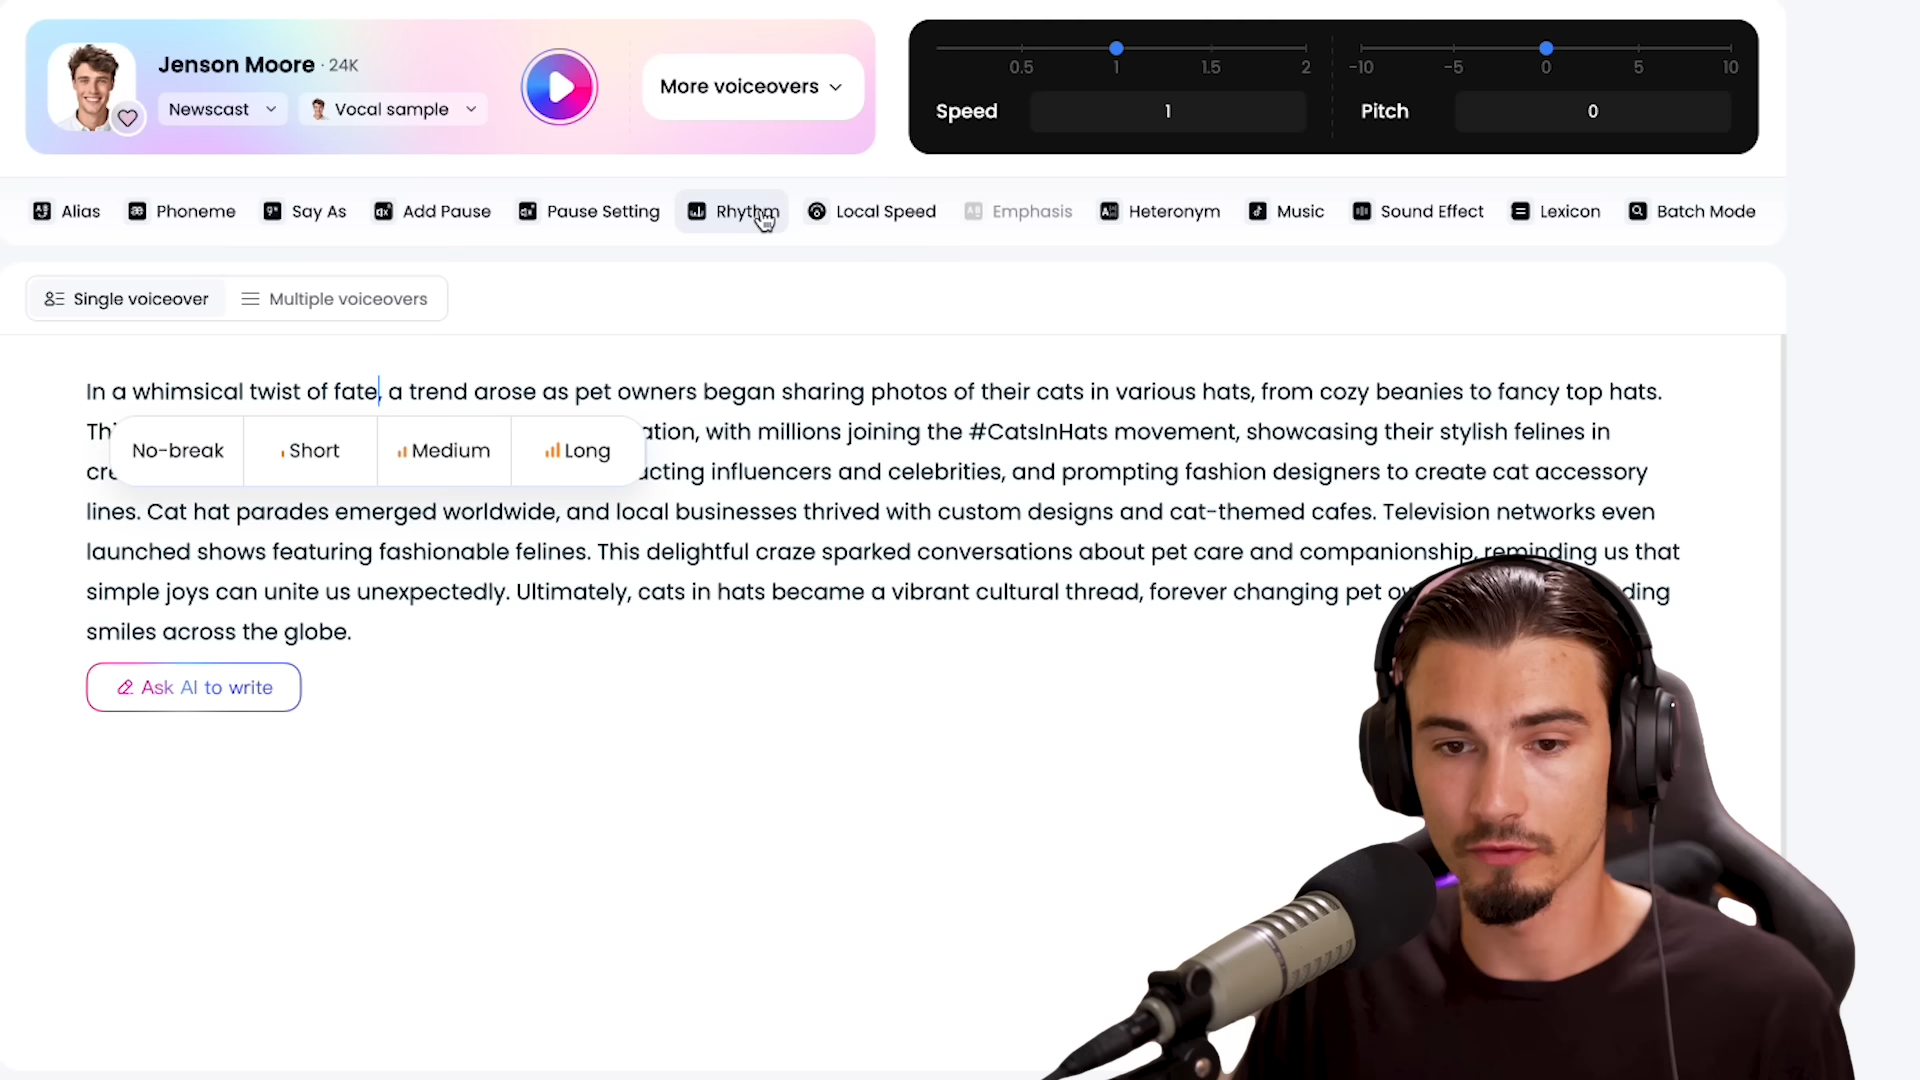 Jenson Moore · 24K
Newscast
Vocal sample
More voiceovers
0.5 1 1.5 2
Speed 1
-10 -5 0 5 10
Pitch 0
Alias Phoneme Say As Add Pause Pause Setting Rhythm Local Speed Emphasis Heteronym Music Sound Effect Lexicon Batch Mode
Single voiceover Multiple voiceovers
In a whimsical twist of fate, a trend arose as pet owners began sharing photos of their cats in various hats, from cozy beanies to fancy top hats.
with millions joining the #CatsInHats movement, showcasing their stylish felines in
No-break Short Medium Long
influencers and celebrities, and prompting fashion designers to create cat accessory
lines. Cat hat parades emerged worldwide, and local businesses thrived with custom designs and cat-themed cafes. Television networks even
launched shows featuring fashionable felines. This delightful craze sparked conversations about pet care and companionship, reminding us that
simple joys can unite us unexpectedly. Ultimately, cats in hats became a vibrant cultural thread, forever changing pet
smiles across the globe.
Ask AI to write